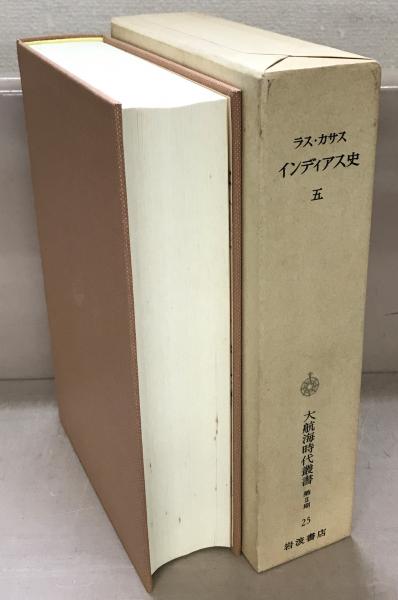 ラス・カサス
インディアス史
五
大航海時代叢書 第Ⅱ期
25
岩波書店